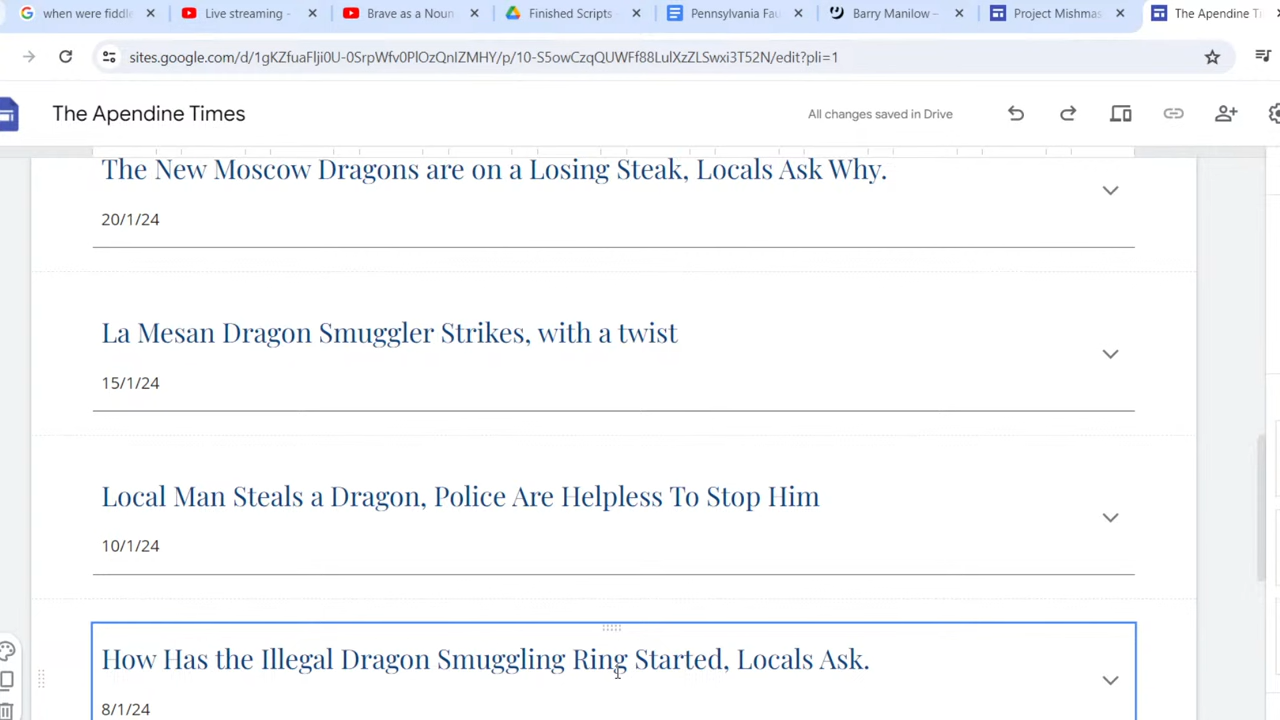 when were fiddle
Live streaming -
Brave as a Noun
Finished Scripts -
Pennsylvania Fau
Barry Manilow –
Project Mishmas
The Apendine Ti
sites.google.com/d/1gKZfuaFlji0U-0SrpWfv0PlOzQnIZMHY/p/10-S5owCzqQUWFf88LulXzZLSwxi3T52N/edit?pli=1
The Apendine Times
All changes saved in Drive
The New Moscow Dragons are on a Losing Steak, Locals Ask Why.
20/1/24
La Mesan Dragon Smuggler Strikes, with a twist
15/1/24
Local Man Steals a Dragon, Police Are Helpless To Stop Him
10/1/24
How Has the Illegal Dragon Smuggling Ring Started, Locals Ask.
8/1/24